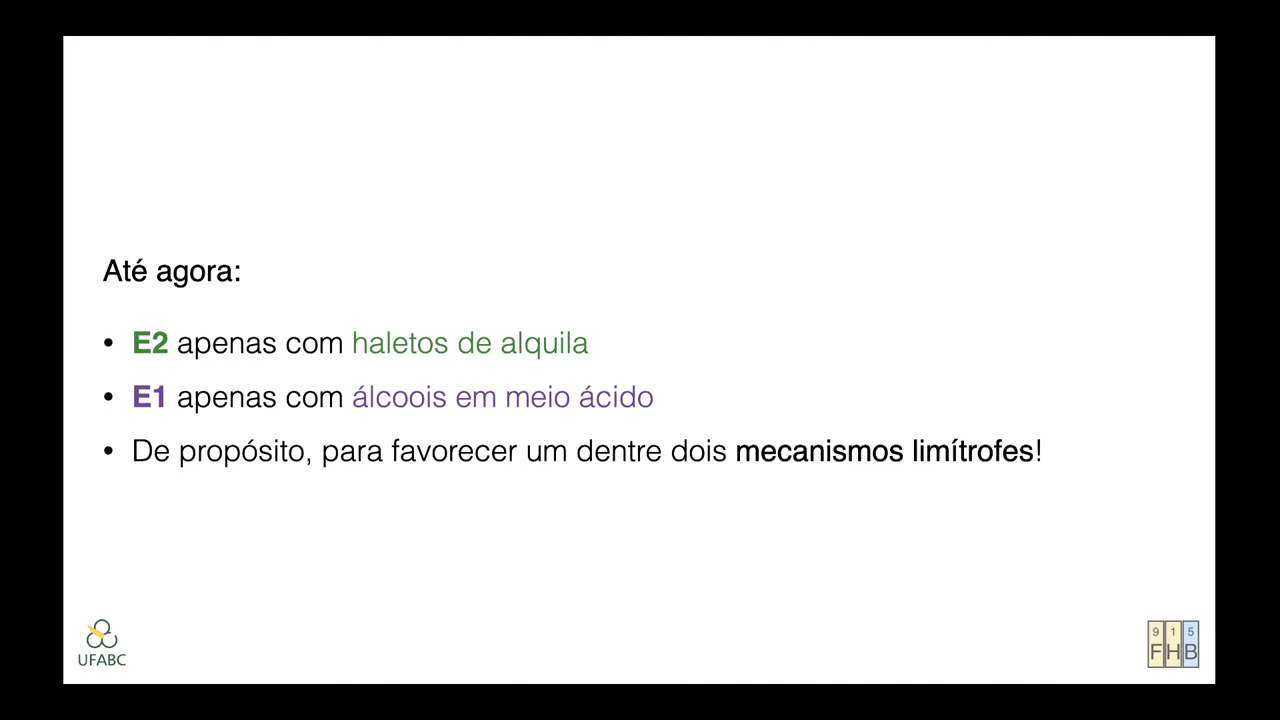 Até agora:
• E2 apenas com haletos de alquila
• E1 apenas com álcoois em meio ácido
• De propósito, para favorecer um dentre dois mecanismos limítrofes!
UFABC
9 1 5
F H B